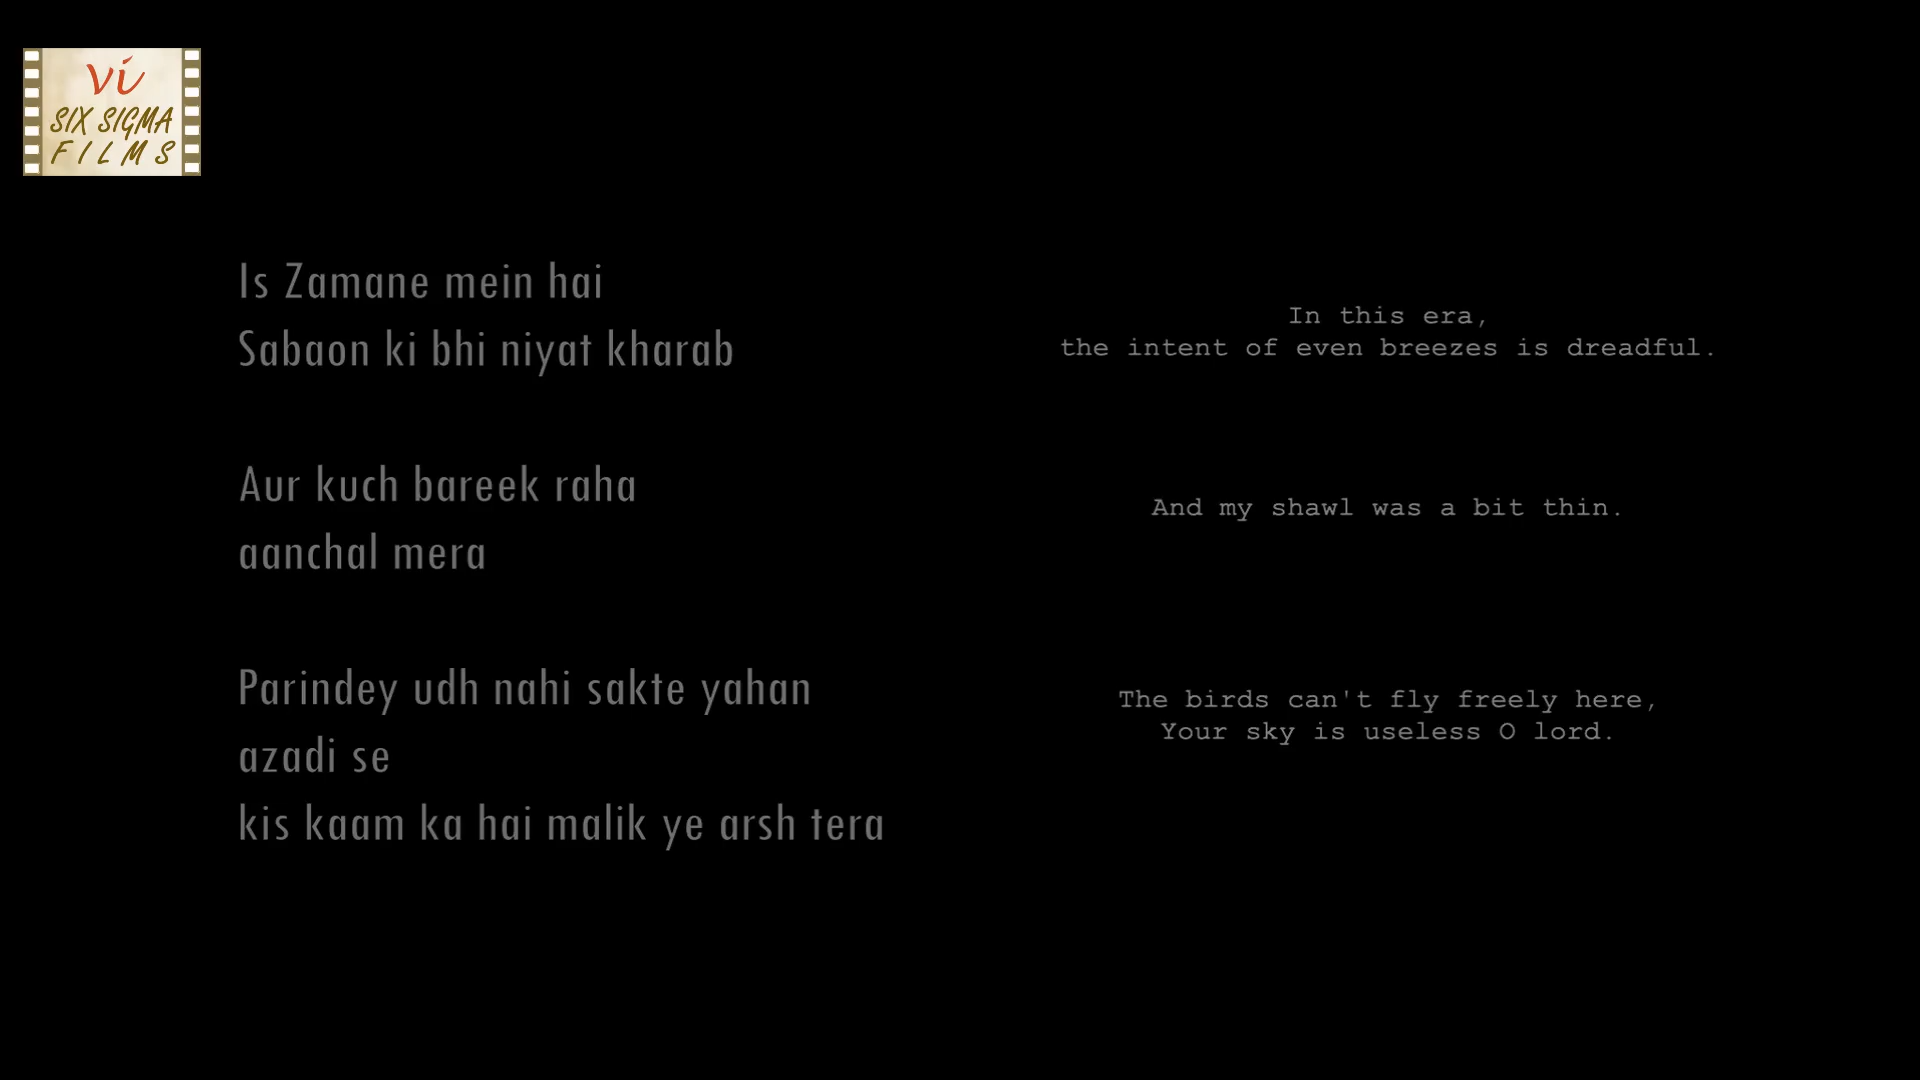 vi
SIX SIGMA
FILMS
Is Zamane mein hai
Sabaon ki bhi niyat kharab
Aur kuch bareek raha
aanchal mera
Parindey udh nahi sakte yahan
azadi se
kis kaam ka hai malik ye arsh tera
In this era,
the intent of even breezes is dreadful.
And my shawl was a bit thin.
The birds can't fly freely here,
Your sky is useless O lord.